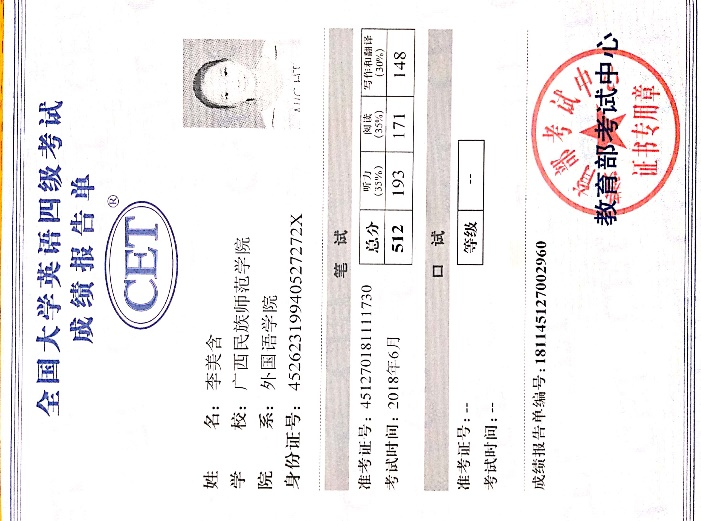 全国大学英语四级考试
成绩报告单
CET®
姓 名：李美含
学 校：广西民族师范学院
院 系：外国语学院
身份证号：45262319940527272X
笔 试
准考证号：451270181111730
考试时间：2018年6月
总分 听力(35%) 阅读(35%) 写作和翻译(30%)
512 193 171 148
口 试
准考证号：--
考试时间：--
等级 --
成绩报告单编号：181145127002960
教育部考试中心
证书专用章